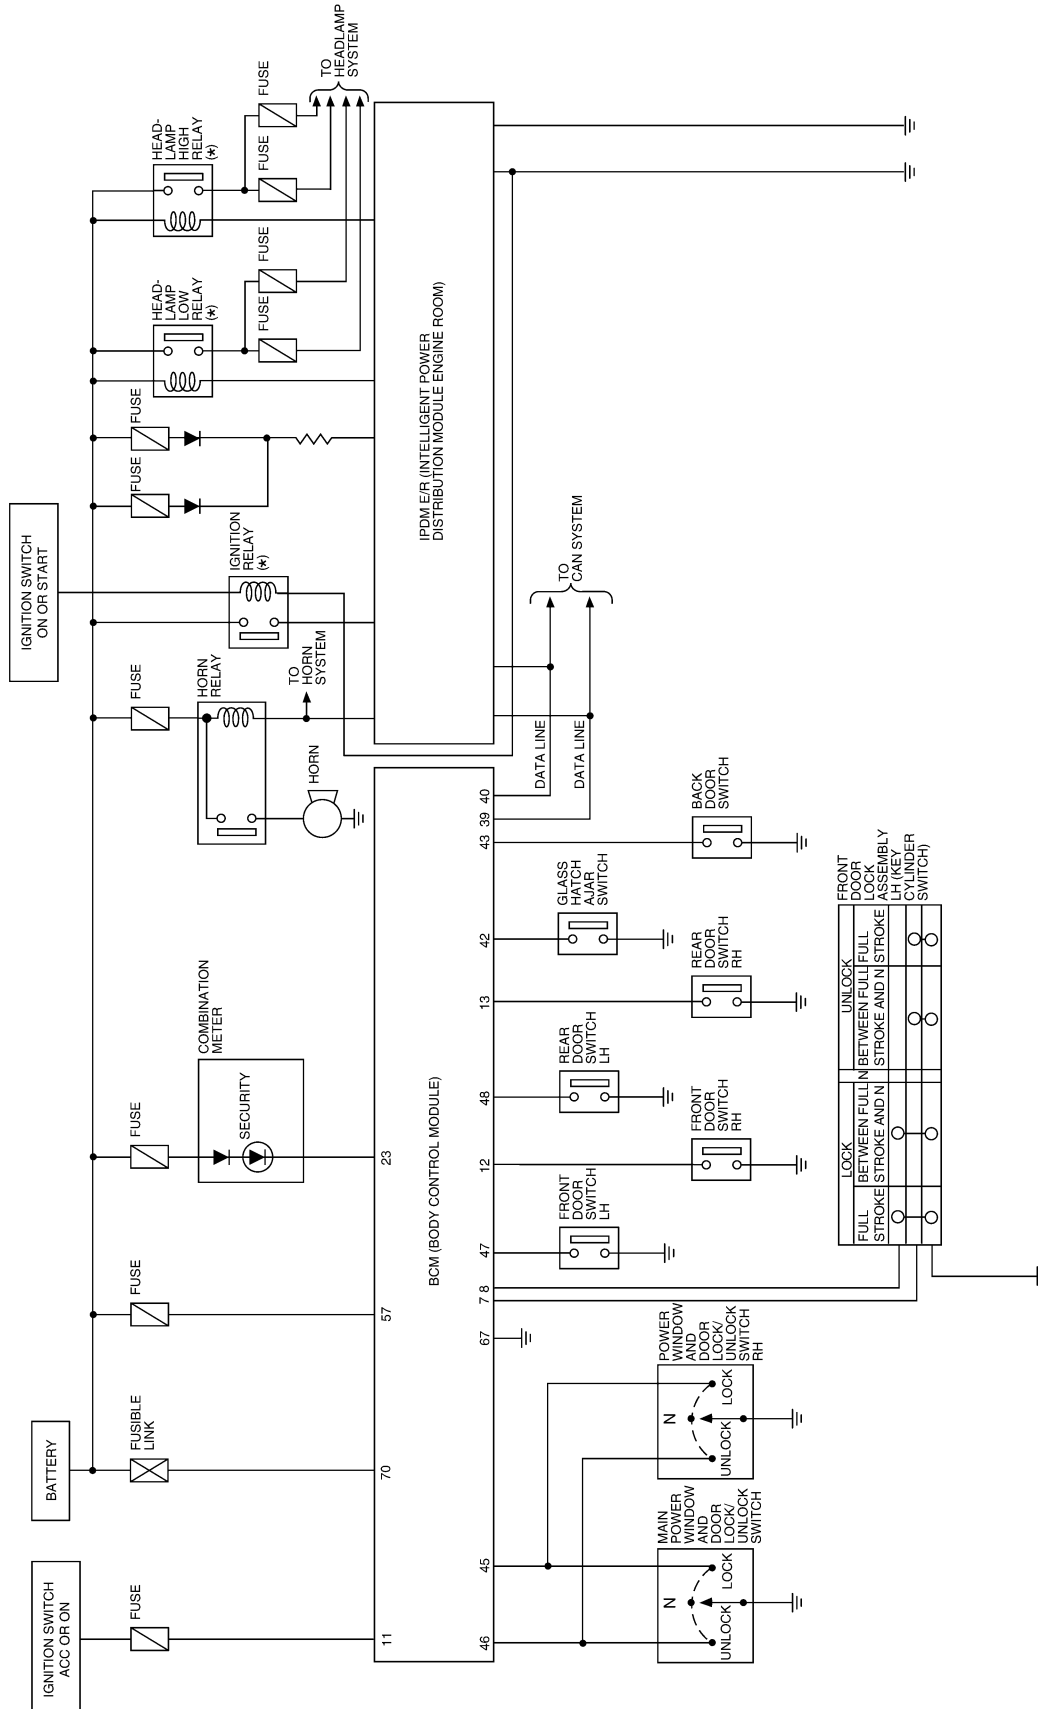 IGNITION SWITCH
ACC OR ON
FUSE
11
BATTERY
FUSIBLE
LINK
70
FUSE
57
FUSE
COMBINATION
METER
SECURITY
23
FUSE
HORN
RELAY
HORN
TO
HORN
SYSTEM
IGNITION SWITCH
ON OR START
IGNITION
RELAY
(*)
FUSE
FUSE
HEAD-
LAMP
LOW
RELAY
(*)
FUSE
FUSE
HEAD-
LAMP
HIGH
RELAY
(*)
FUSE
FUSE
TO
HEADLAMP
SYSTEM
BCM (BODY CONTROL MODULE)
IPDM E/R (INTELLIGENT POWER
DISTRIBUTION MODULE ENGINE ROOM)
46
45
67
7
8
47
12
48
13
42
43
39
40
DATA LINE
DATA LINE
TO
CAN SYSTEM
MAIN
POWER
WINDOW
AND
DOOR
LOCK/
UNLOCK
SWITCH
N
UNLOCK
LOCK
POWER
WINDOW
AND
DOOR
LOCK/
UNLOCK
SWITCH
RH
N
UNLOCK
LOCK
FRONT
DOOR
SWITCH
LH
FRONT
DOOR
SWITCH
RH
REAR
DOOR
SWITCH
LH
REAR
DOOR
SWITCH
RH
GLASS
HATCH
AJAR
SWITCH
BACK
DOOR
SWITCH
FRONT
DOOR
LOCK
ASSEMBLY
LH (KEY
CYLINDER
SWITCH)
LOCK
UNLOCK
FULL
STROKE
BETWEEN FULL
STROKE AND N
N
BETWEEN FULL
STROKE AND N
FULL
STROKE